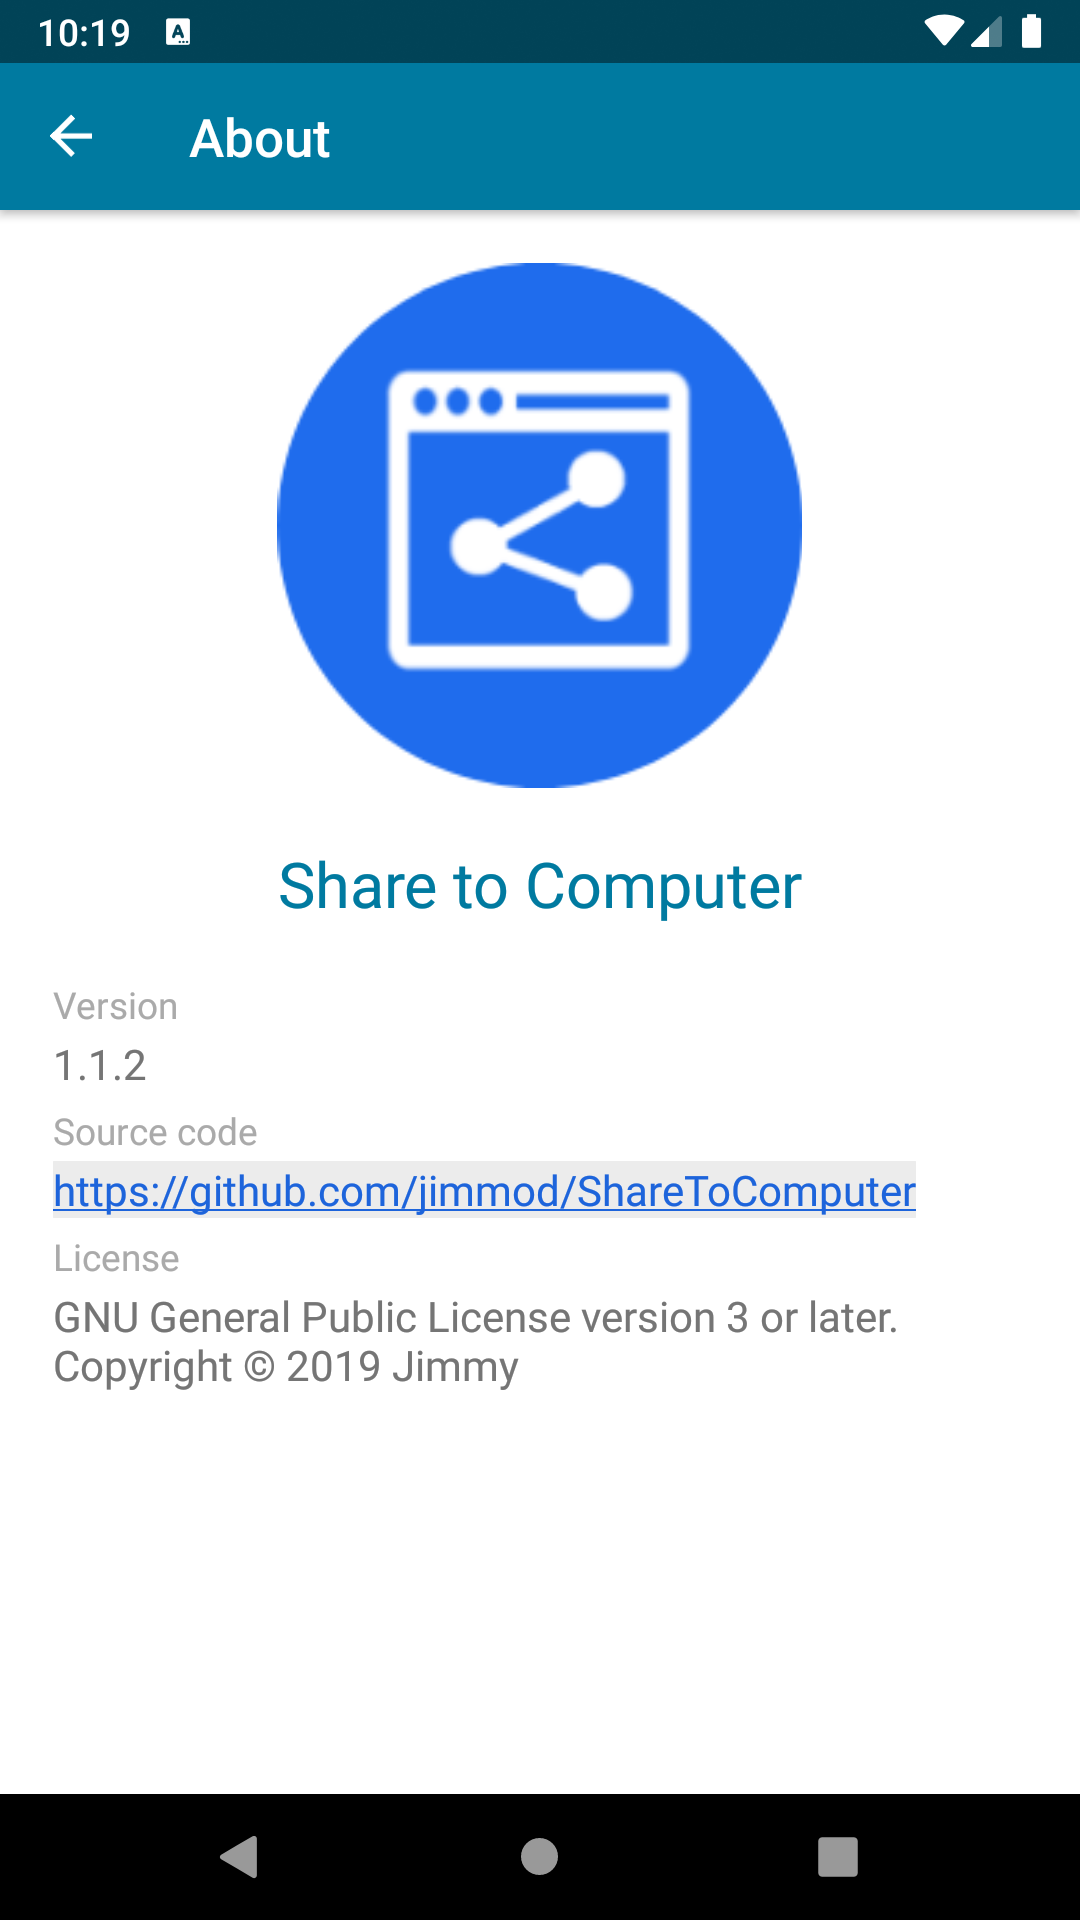 10:19
About
Share to Computer
Version
1.1.2
Source code
https://github.com/jimmod/ShareToComputer
License
GNU General Public License version 3 or later.
Copyright © 2019 Jimmy